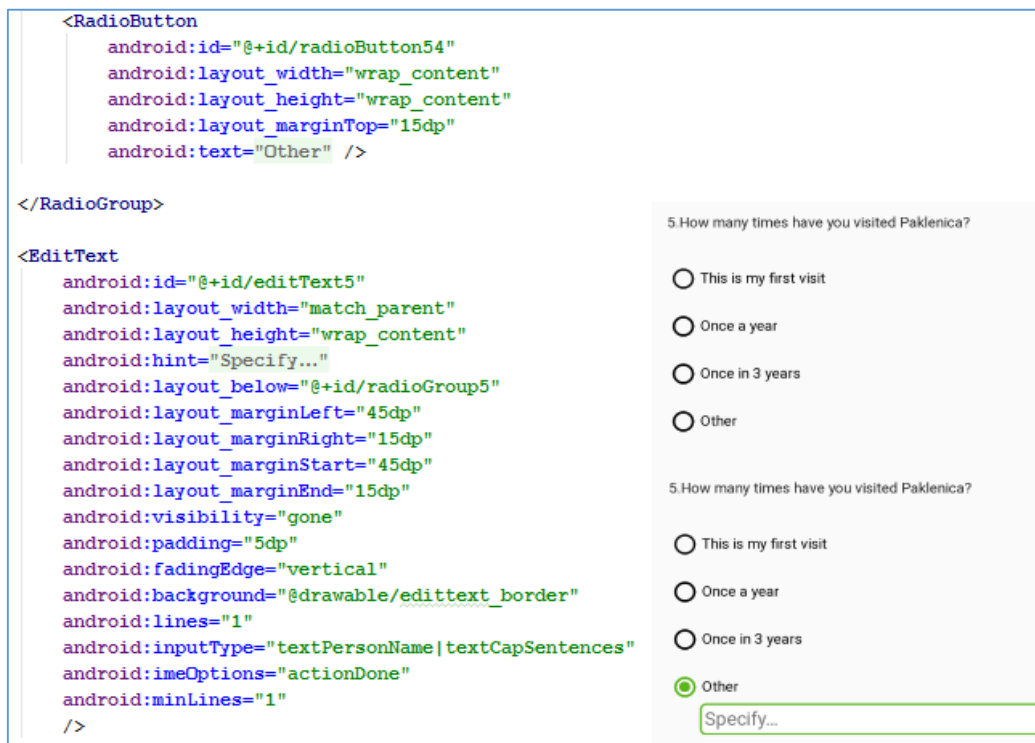 <RadioButton
android:id="@+id/radioButton54"
android:layout_width="wrap_content"
android:layout_height="wrap_content"
android:layout_marginTop="15dp"
android:text="Other" />
</RadioGroup>
<EditText
android:id="@+id/editText5"
android:layout_width="match_parent"
android:layout_height="wrap_content"
android:hint="Specify..."
android:layout_below="@+id/radioGroup5"
android:layout_marginLeft="45dp"
android:layout_marginRight="15dp"
android:layout_marginStart="45dp"
android:layout_marginEnd="15dp"
android:visibility="gone"
android:padding="5dp"
android:fadingEdge="vertical"
android:background="@drawable/edittext_border"
android:lines="1"
android:inputType="textPersonName|textCapSentences"
android:imeOptions="actionDone"
android:minLines="1"
/>
5.How many times have you visited Paklenica?
This is my first visit
Once a year
Once in 3 years
Other
5.How many times have you visited Paklenica?
This is my first visit
Once a year
Once in 3 years
Other
Specify...